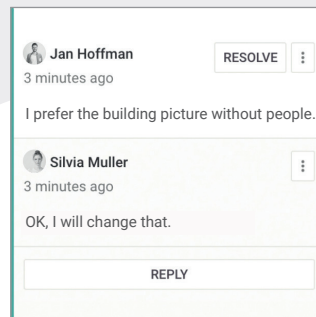 Jan Hoffman
RESOLVE
3 minutes ago
I prefer the building picture without people.
Silvia Muller
3 minutes ago
OK, I will change that.
REPLY